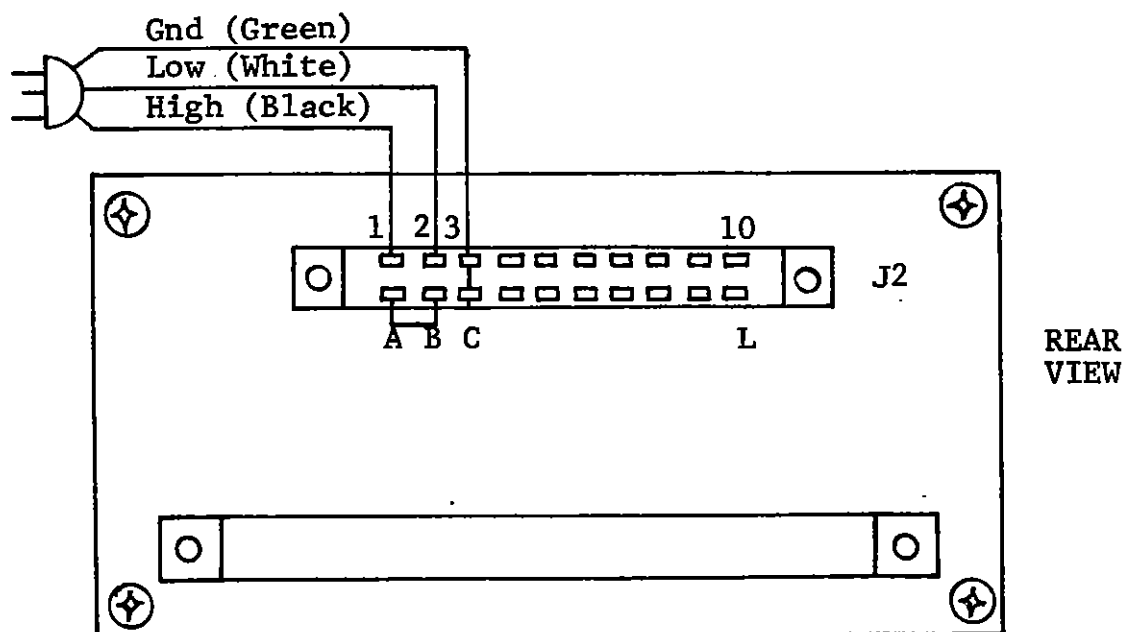 Gnd (Green)
Low (White)
High (Black)
1 2 3 10
J2
A B C L
REAR
VIEW